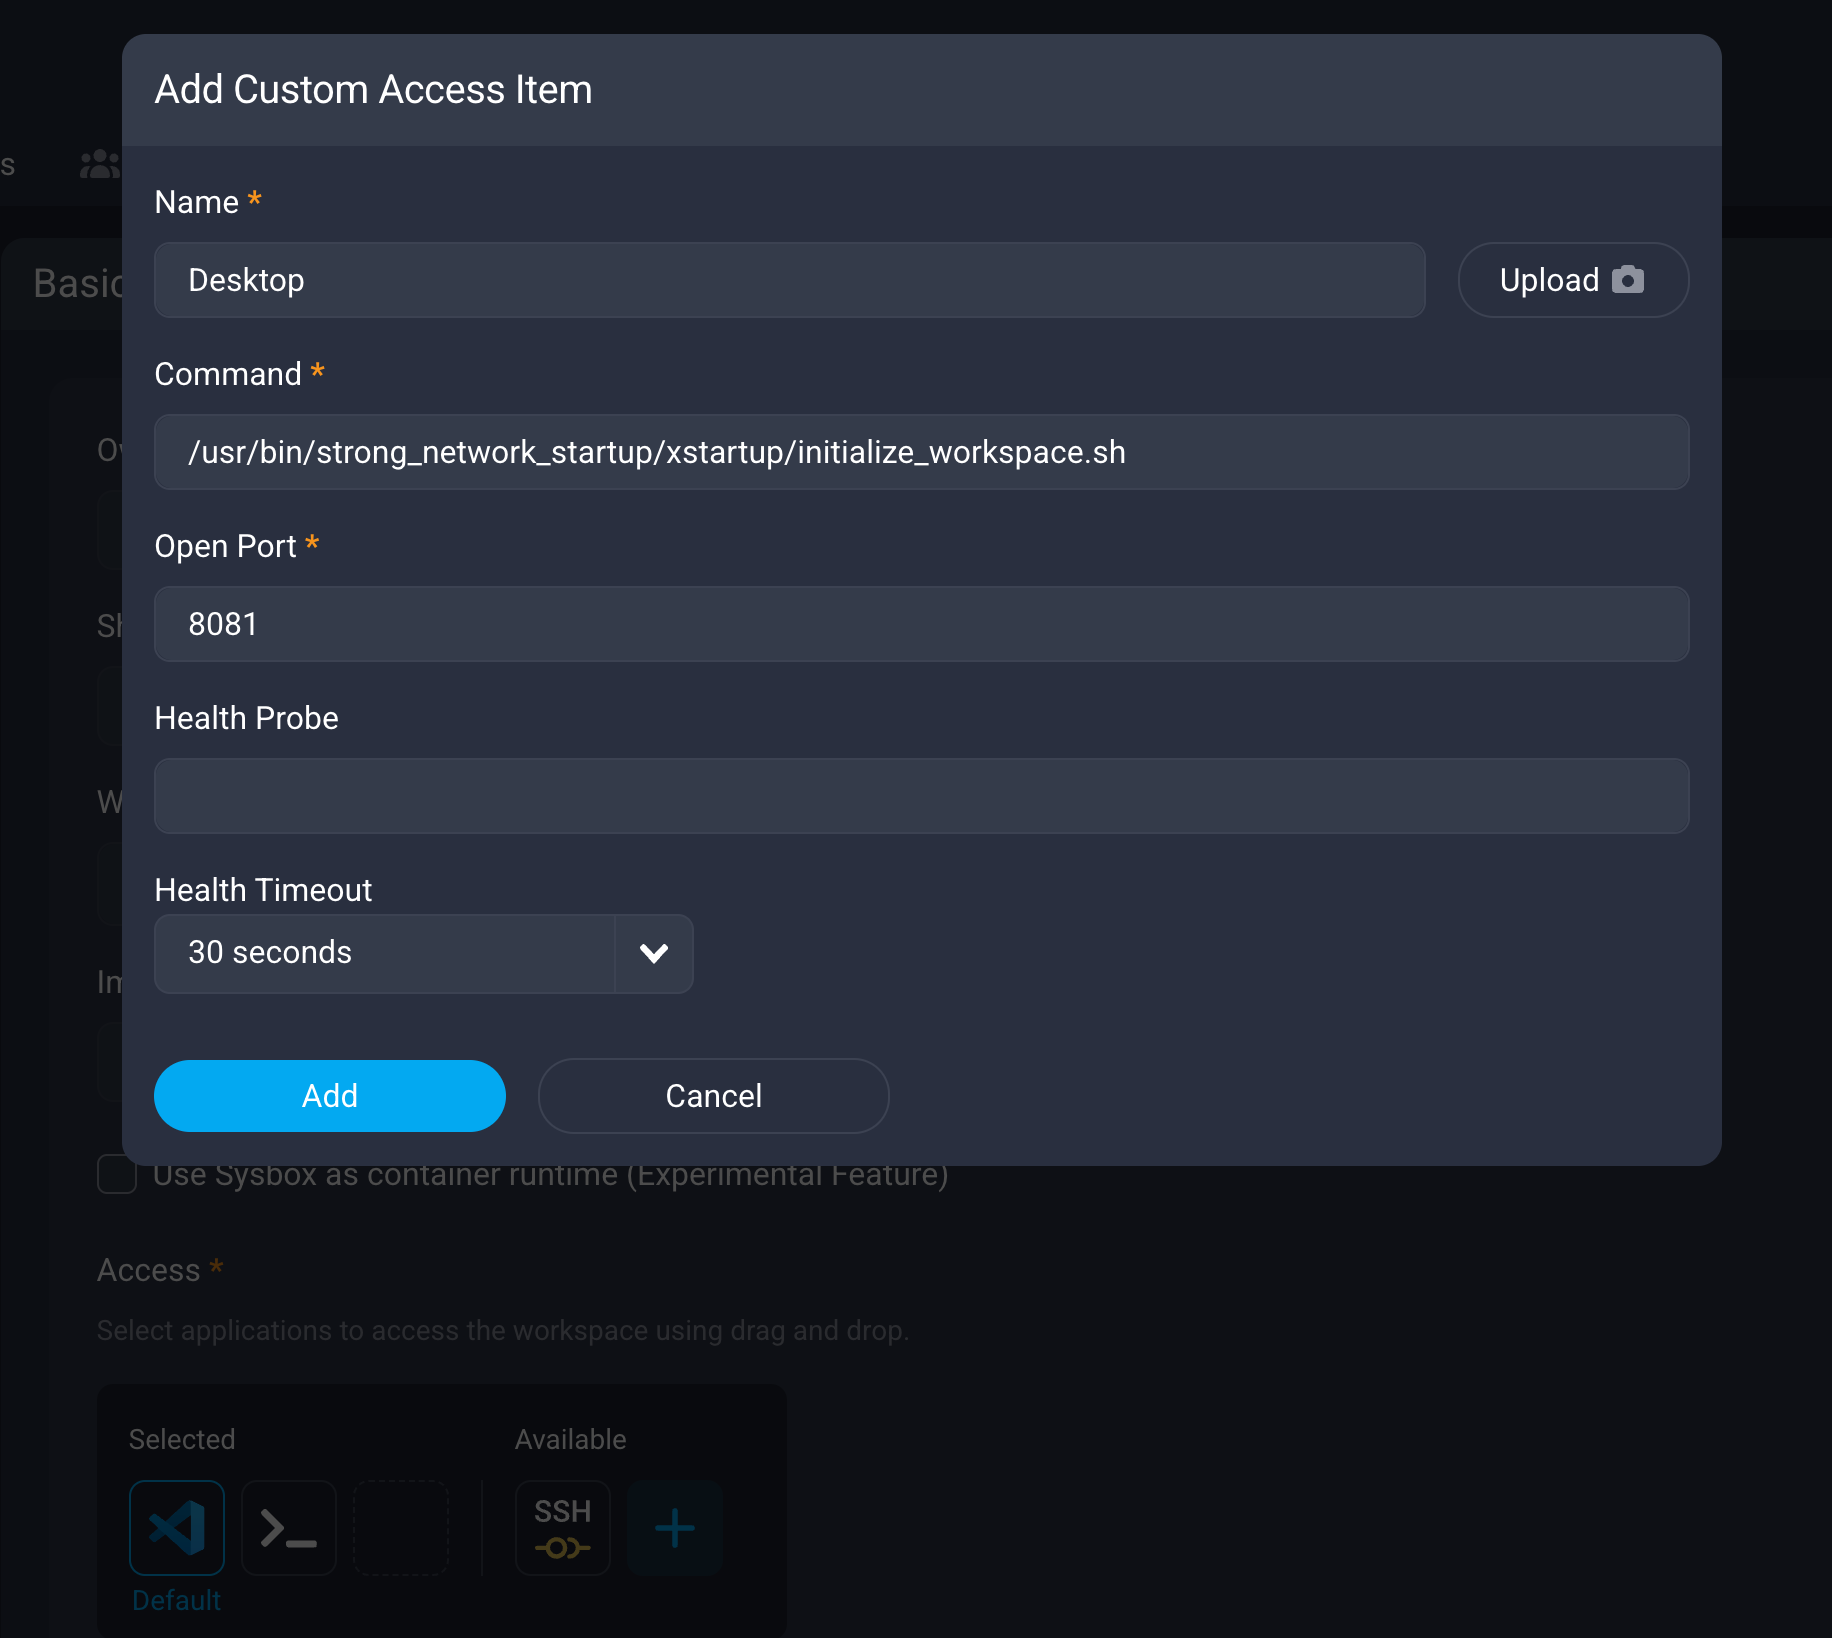 Add Custom Access Item
s
Name *
Basic
Desktop
Upload
Command *
/usr/bin/strong_network_startup/xstartup/initialize_workspace.sh
Open Port *
8081
Health Probe
Health Timeout
30 seconds
Add
Cancel
Use Sysbox as container runtime (Experimental Feature)
Access *
Select applications to access the workspace using drag and drop.
Selected
Available
SSH
Default